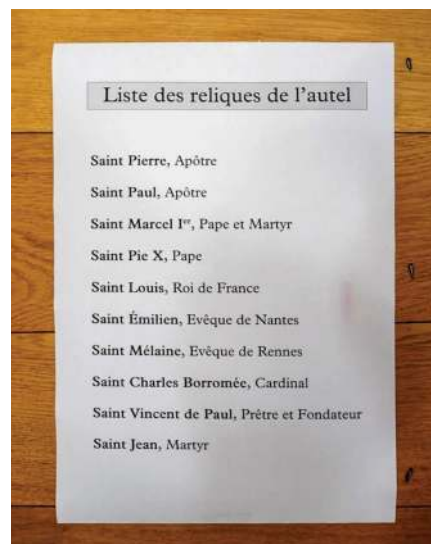 Liste des reliques de l'autel
Saint Pierre, Apôtre
Saint Paul, Apôtre
Saint Marcel Iᵉʳ, Pape et Martyr
Saint Pie X, Pape
Saint Louis, Roi de France
Saint Émilien, Evêque de Nantes
Saint Mélaine, Evêque de Rennes
Saint Charles Borromée, Cardinal
Saint Vincent de Paul, Prêtre et Fondateur
Saint Jean, Martyr